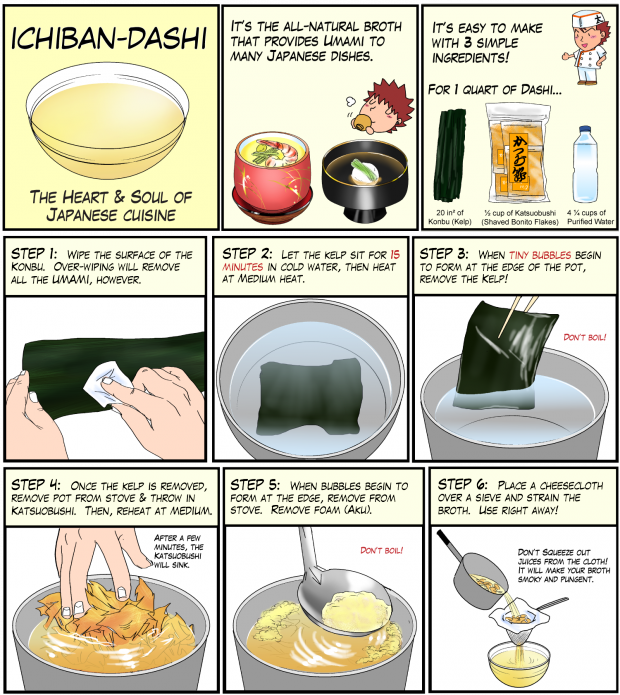 ICHIBAN-DASHI
THE HEART & SOUL OF
JAPANESE CUISINE
IT'S THE ALL-NATURAL BROTH
THAT PROVIDES UMAMI TO
MANY JAPANESE DISHES.
IT'S EASY TO MAKE
WITH 3 SIMPLE
INGREDIENTS!
FOR 1 QUART OF DASHI...
かつお節
20 in² of
Konbu (Kelp)
½ cup of Katsuobushi
(Shaved Bonito Flakes)
4 ¼ cups of
Purified Water
STEP 1: WIPE THE SURFACE OF THE
KONBU. OVER-WIPING WILL REMOVE
ALL THE UMAMI, HOWEVER.
STEP 2: LET THE KELP SIT FOR 15
MINUTES IN COLD WATER, THEN HEAT
AT MEDIUM HEAT.
STEP 3: WHEN TINY BUBBLES BEGIN
TO FORM AT THE EDGE OF THE POT,
REMOVE THE KELP!
DON'T BOIL!
STEP 4: ONCE THE KELP IS REMOVED,
REMOVE POT FROM STOVE & THROW IN
KATSUOBUSHI. THEN, REHEAT AT MEDIUM.
AFTER A FEW
MINUTES, THE
KATSUOBUSHI
WILL SINK.
STEP 5: WHEN BUBBLES BEGIN TO
FORM AT THE EDGE, REMOVE FROM
STOVE. REMOVE FOAM (AKU).
DON'T BOIL!
STEP 6: PLACE A CHEESECLOTH
OVER A SIEVE AND STRAIN THE
BROTH. USE RIGHT AWAY!
DON'T SQUEEZE OUT
JUICES FROM THE CLOTH!
IT WILL MAKE YOUR BROTH
SMOKY AND PUNGENT.